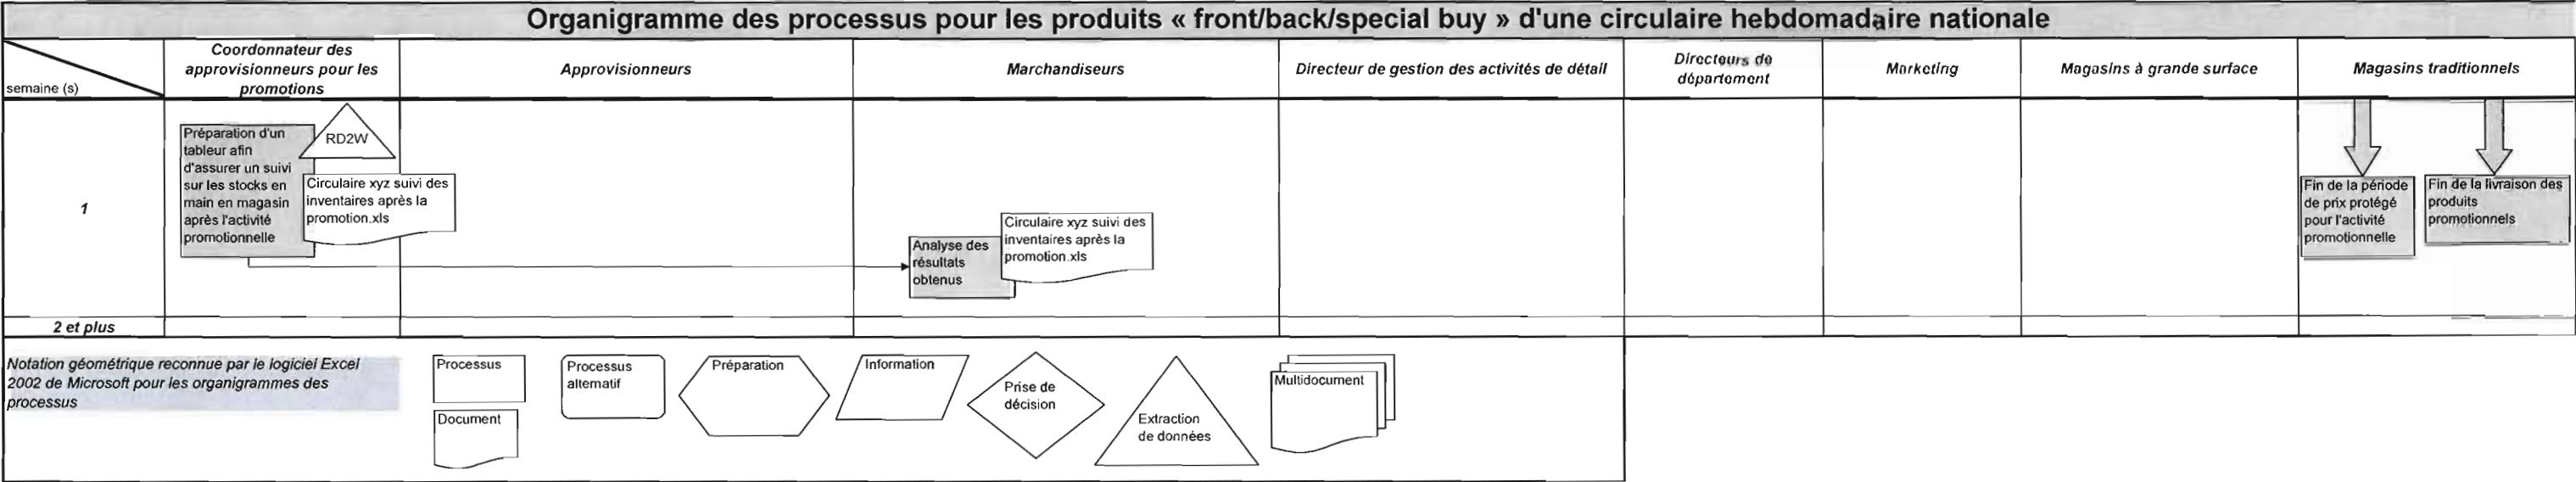 Organigramme des processus pour les produits « front/back/special buy » d'une circulaire hebdomadaire nationale
semaine (s)
Coordonnateur des
approvisionneurs pour les
promotions
Approvisionneurs
Marchandiseurs
Directeur de gestion des activités de détail
Directeurs de
département
Marketing
Magasins à grande surface
Magasins traditionnels
1
Préparation d'un
tableur afin
d'assurer un suivi
sur les stocks en
main en magasin
après l'activité
promotionnelle
RD2W
Circulaire xyz suivi des
inventaires après la
promotion.xls
Analyse des
résultats
obtenus
Circulaire xyz suivi des
inventaires après la
promotion.xls
Fin de la période
de prix protégé
pour l'activité
promotionnelle
Fin de la livraison des
produits
promotionnels
2 et plus
Notation géométrique reconnue par le logiciel Excel
2002 de Microsoft pour les organigrammes des
processus
Processus
Document
Processus
alternatif
Préparation
Information
Prise de
décision
Extraction
de données
Multidocument